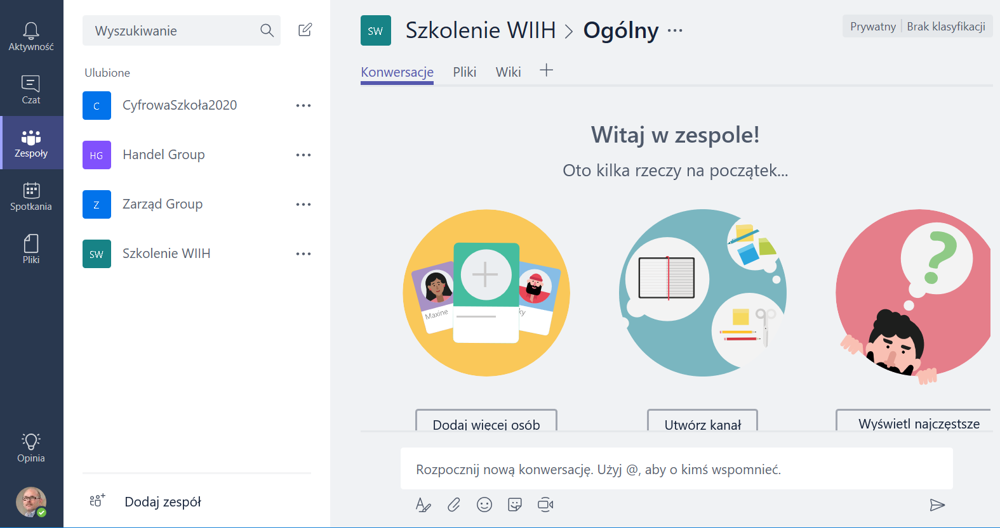 Aktywność
Czat
Zespoły
Spotkania
Pliki
Opinia
Wyszukiwanie
Ulubione
C CyfrowaSzkoła2020
HG Handel Group
Z Zarząd Group
SW Szkolenie WIIH
Dodaj zespół
SW Szkolenie WIIH > Ogólny ...
Prywatny | Brak klasyfikacji
Konwersacje Pliki Wiki
Witaj w zespole!
Oto kilka rzeczy na początek...
Maxine
ky
Dodaj więcej osób
Utwórz kanał
Wyświetl najczęstsze
Rozpocznij nową konwersację. Użyj @, aby o kimś wspomnieć.